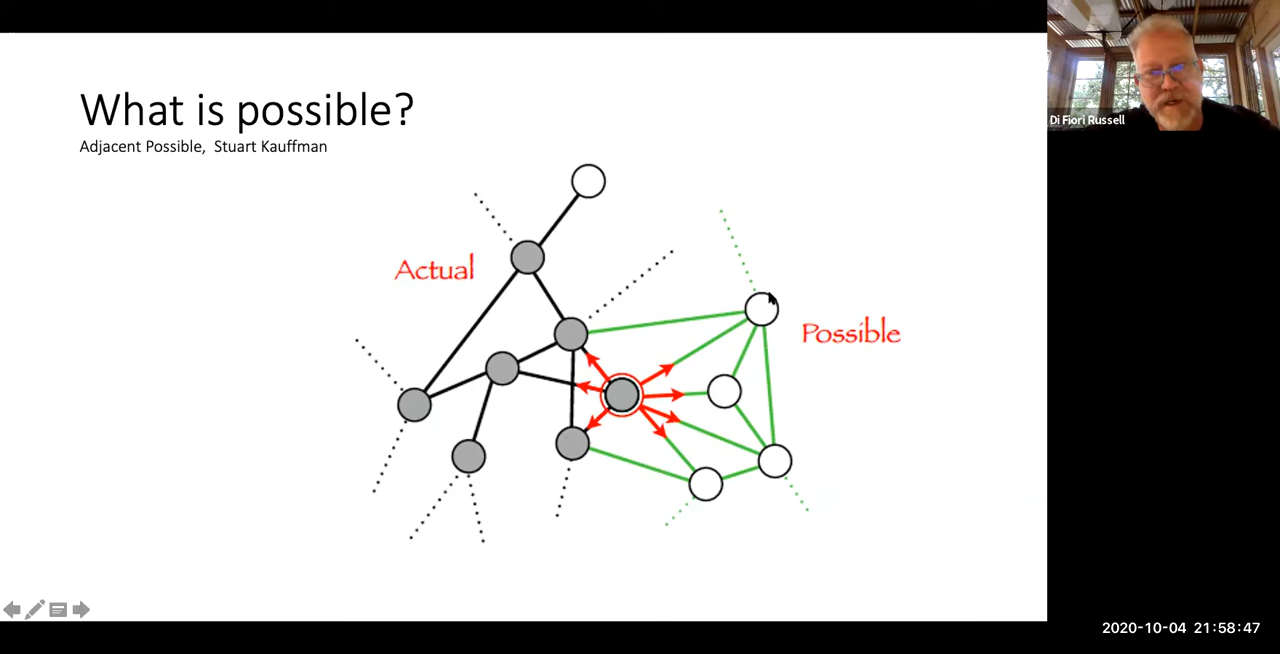 What is possible?
Adjacent Possible, Stuart Kauffman
Actual
Possible
Di Fiori Russell
2020-10-04 21:58:47